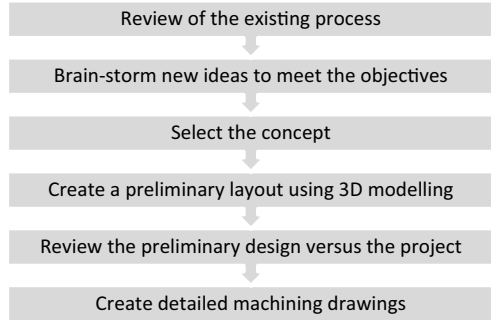 Review of the existing process
Brain-storm new ideas to meet the objectives
Select the concept
Create a preliminary layout using 3D modelling
Review the preliminary design versus the project
Create detailed machining drawings